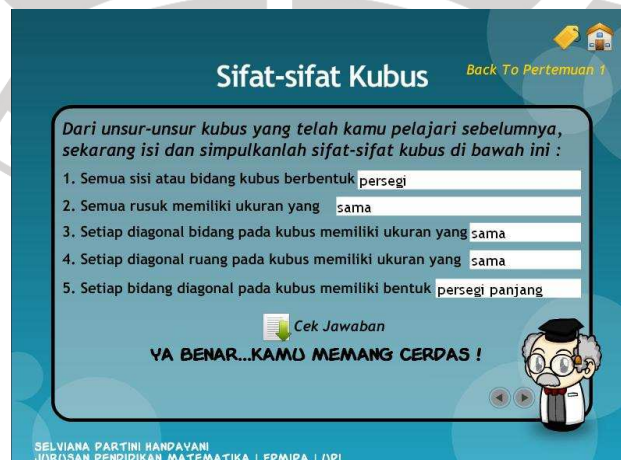 Sifat-sifat Kubus
Back To Pertemuan 1
Dari unsur-unsur kubus yang telah kamu pelajari sebelumnya,
sekarang isi dan simpulkanlah sifat-sifat kubus di bawah ini :
1. Semua sisi atau bidang kubus berbentuk persegi
2. Semua rusuk memiliki ukuran yang sama
3. Setiap diagonal bidang pada kubus memiliki ukuran yang sama
4. Setiap diagonal ruang pada kubus memiliki ukuran yang sama
5. Setiap bidang diagonal pada kubus memiliki bentuk persegi panjang
Cek Jawaban
YA BENAR...KAMU MEMANG CERDAS !
SELVIANA PARTINI HANDAYANI
JURUSAN PENDIDIKAN MATEMATIKA | FPMIPA | UPI